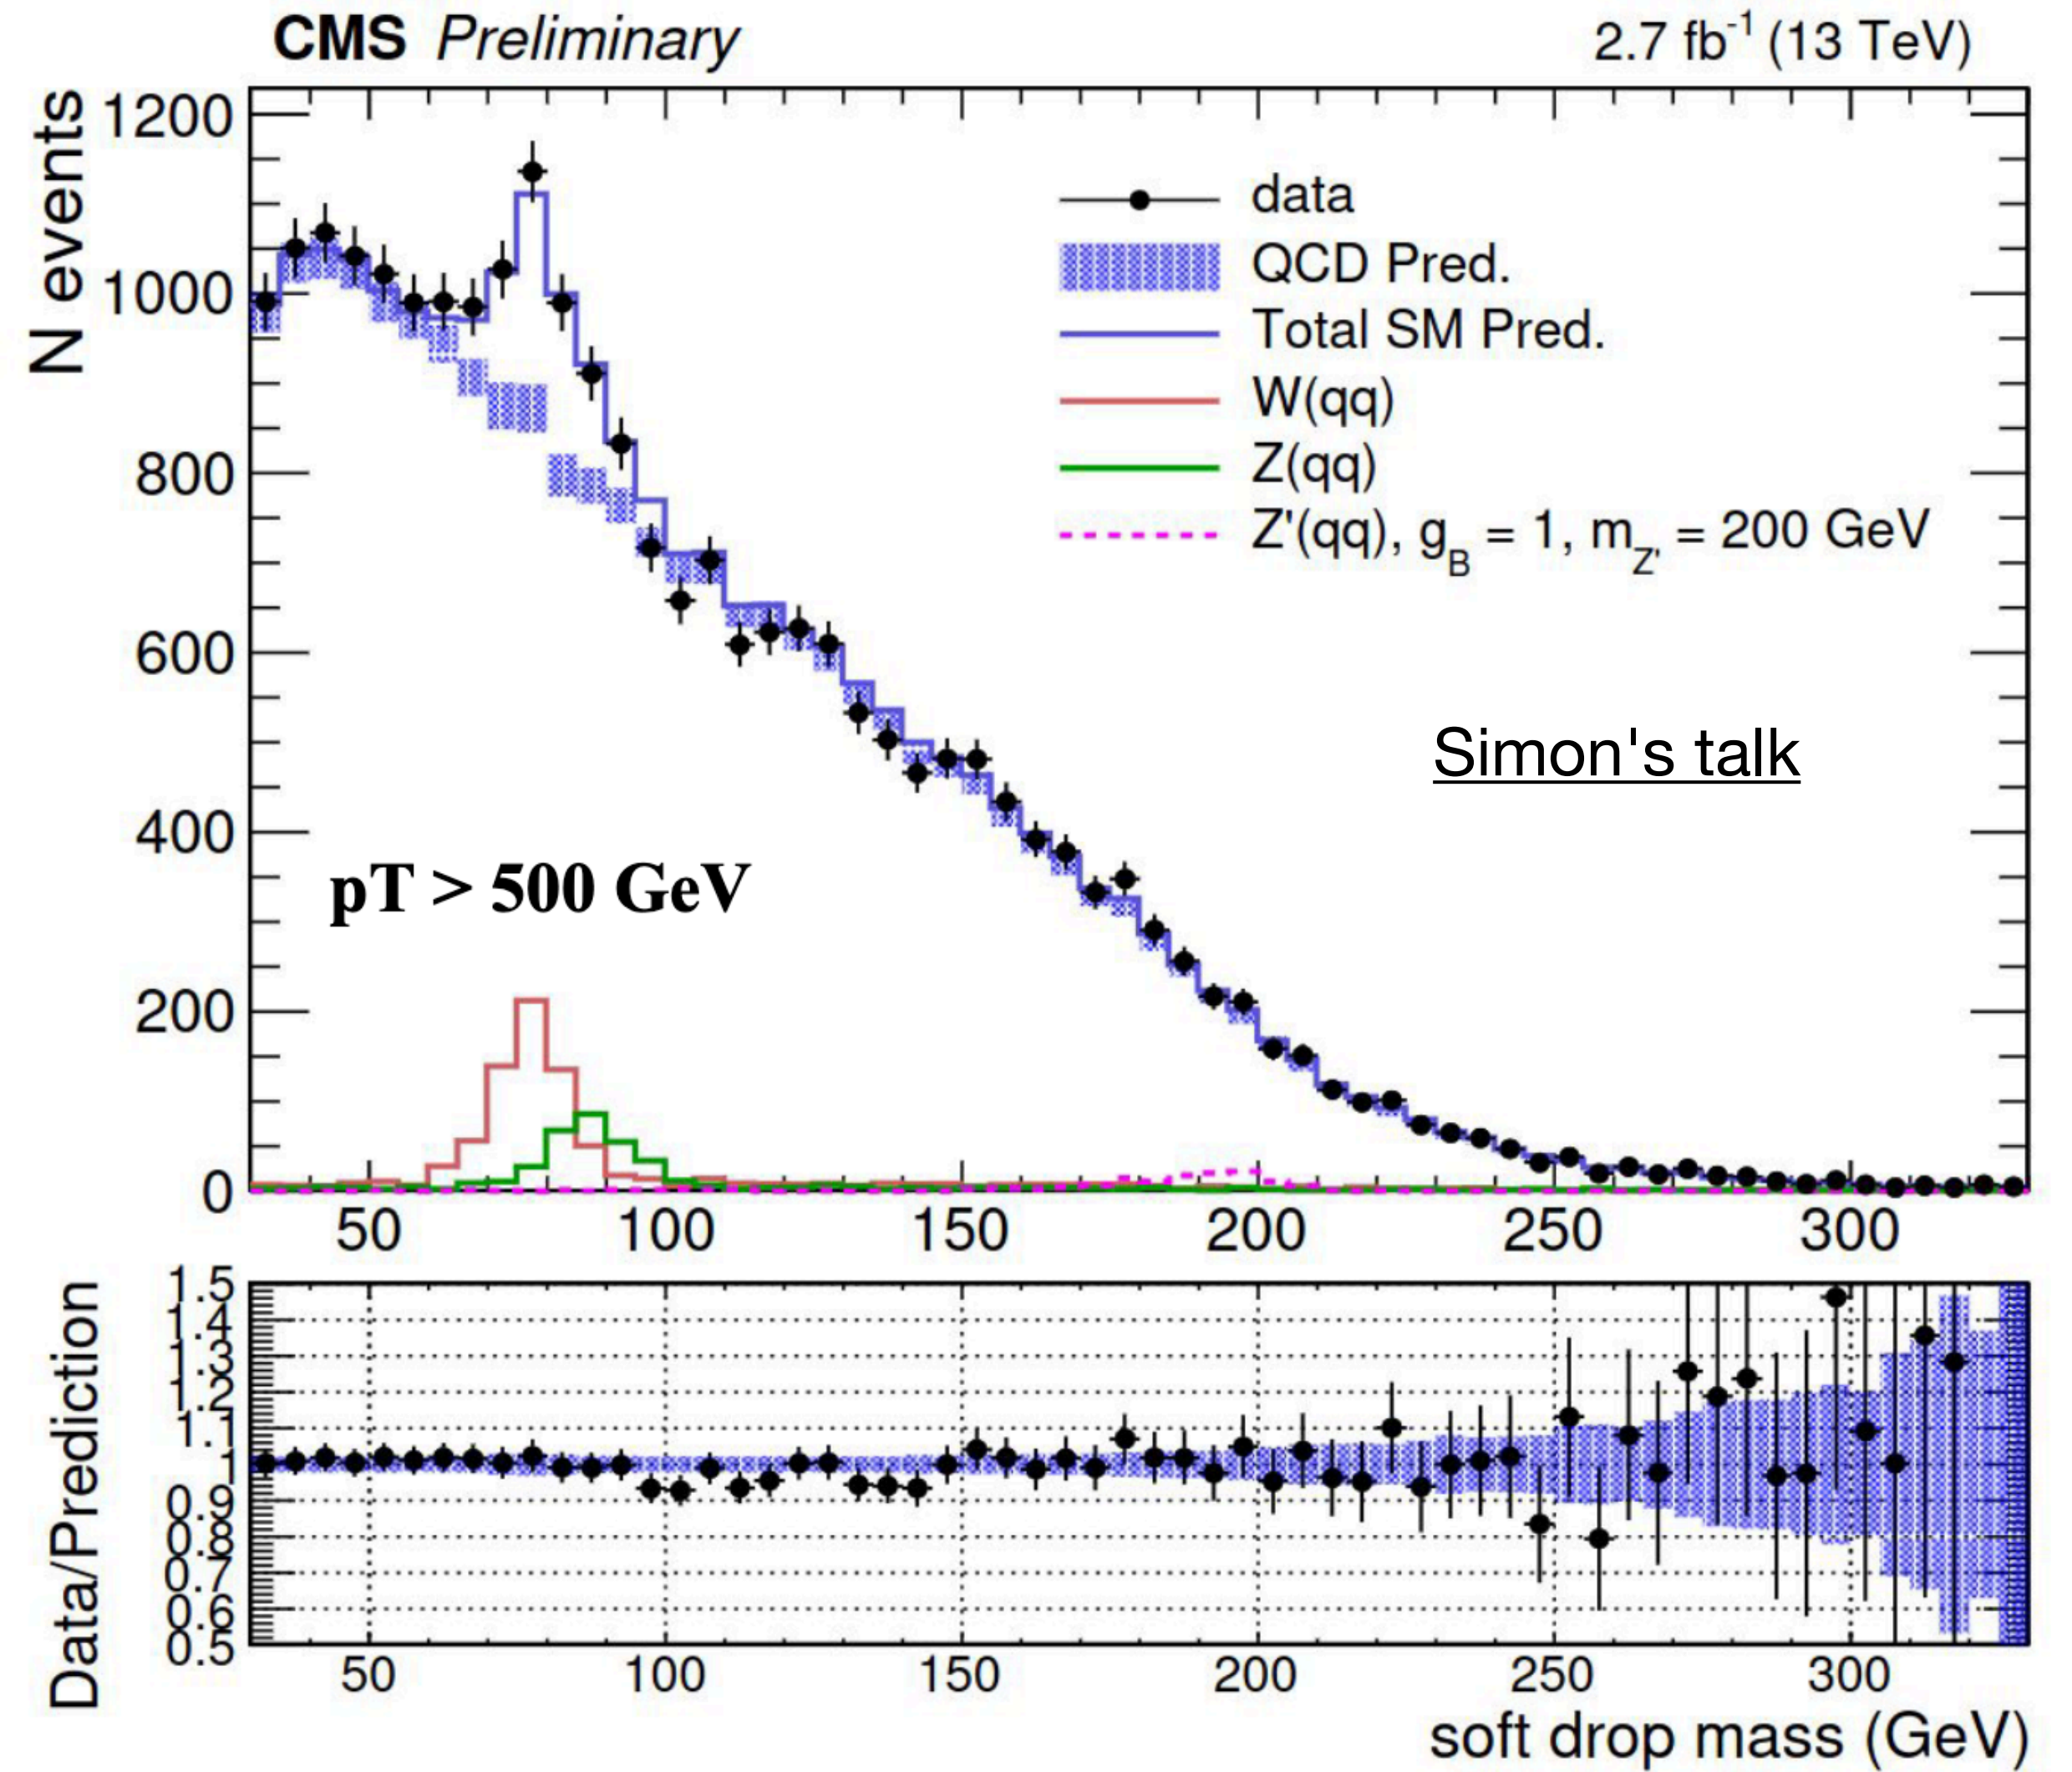 CMS Preliminary
2.7 fb⁻¹ (13 TeV)
N events
1200
1000
800
600
400
200
0
data
QCD Pred.
Total SM Pred.
W(qq)
Z(qq)
Z'(qq), g_B = 1, m_Z' = 200 GeV
Simon's talk
pT > 500 GeV
50 100 150 200 250 300
Data/Prediction
1.5
1.4
1.3
1.2
1.1
1
0.9
0.8
0.7
0.6
0.5
50 100 150 200 250 300
soft drop mass (GeV)